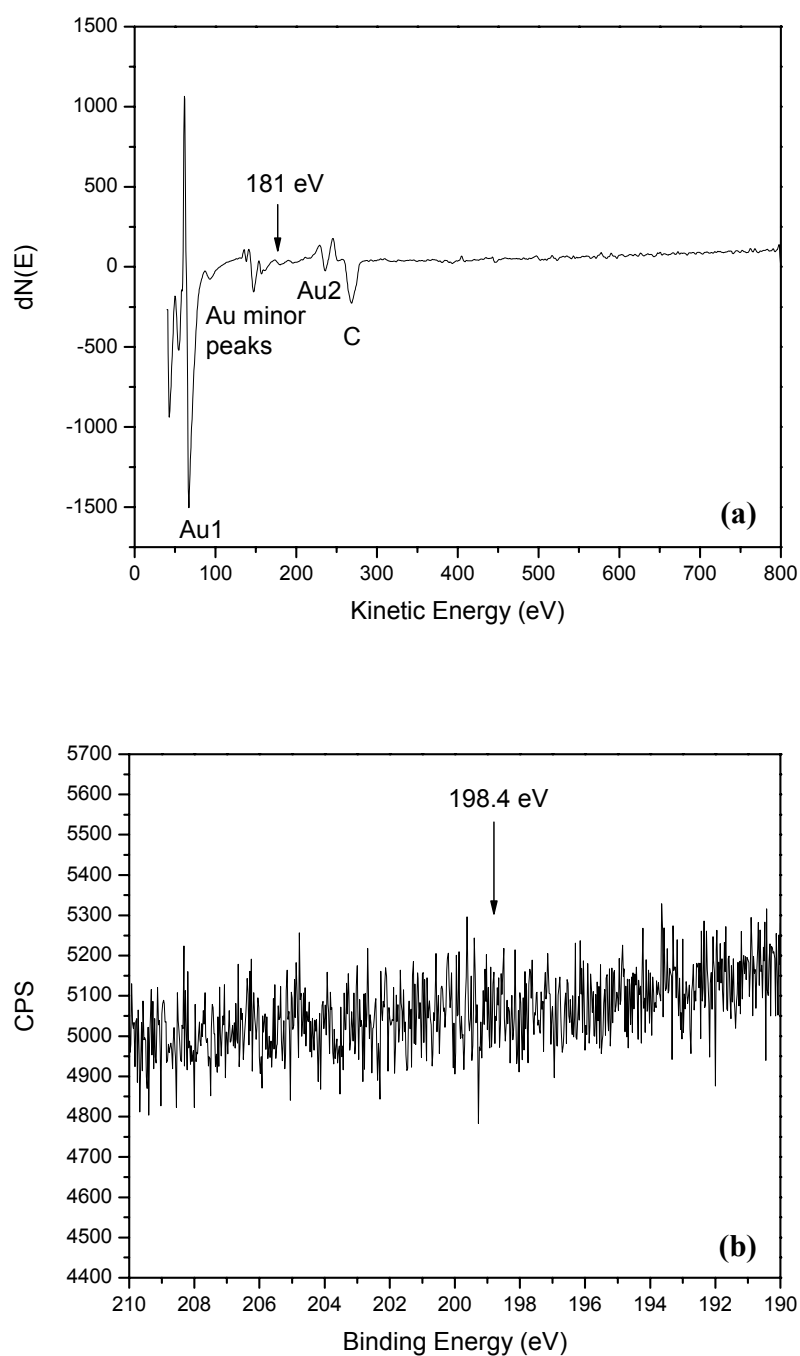 1500
1000
500
0
-500
-1000
-1500
dN(E)
181 eV
Au minor
peaks
Au2
C
Au1
(a)
0 100 200 300 400 500 600 700 800
Kinetic Energy (eV)
5700
5600
5500
5400
5300
5200
5100
5000
4900
4800
4700
4600
4500
4400
CPS
198.4 eV
(b)
210 208 206 204 202 200 198 196 194 192 190
Binding Energy (eV)